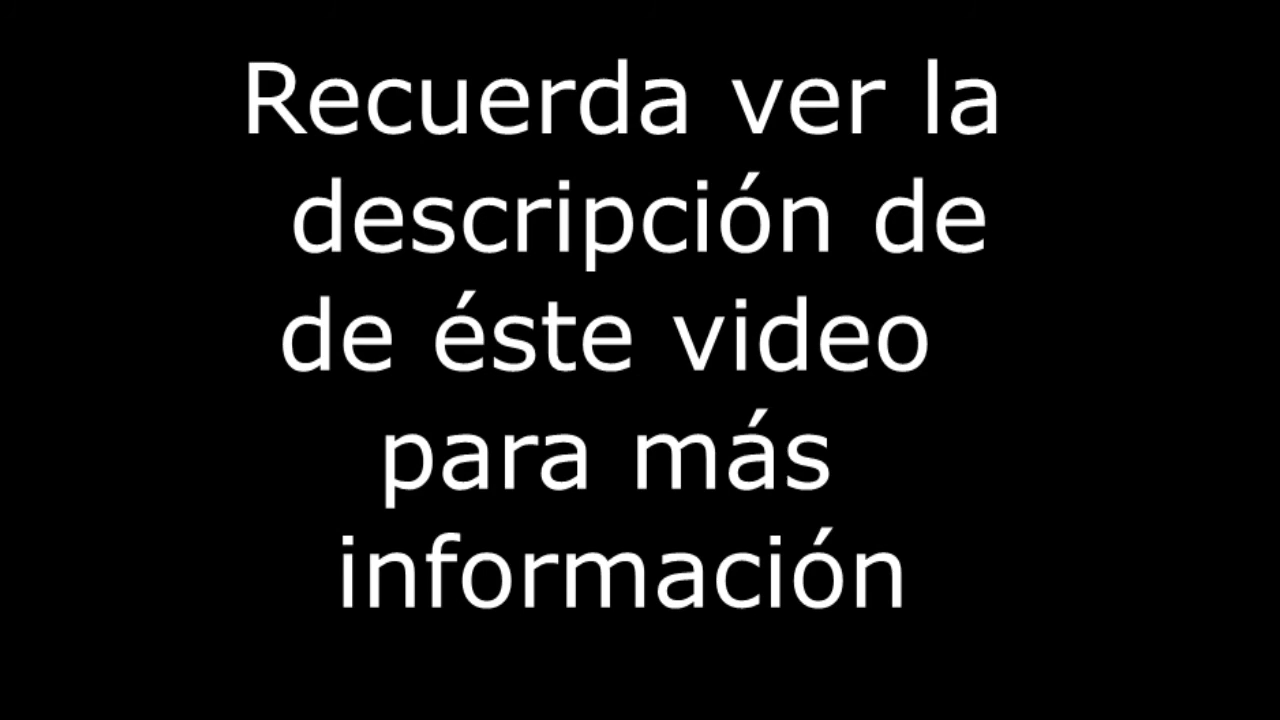 Recuerda ver la
descripción de
de éste video
para más
información